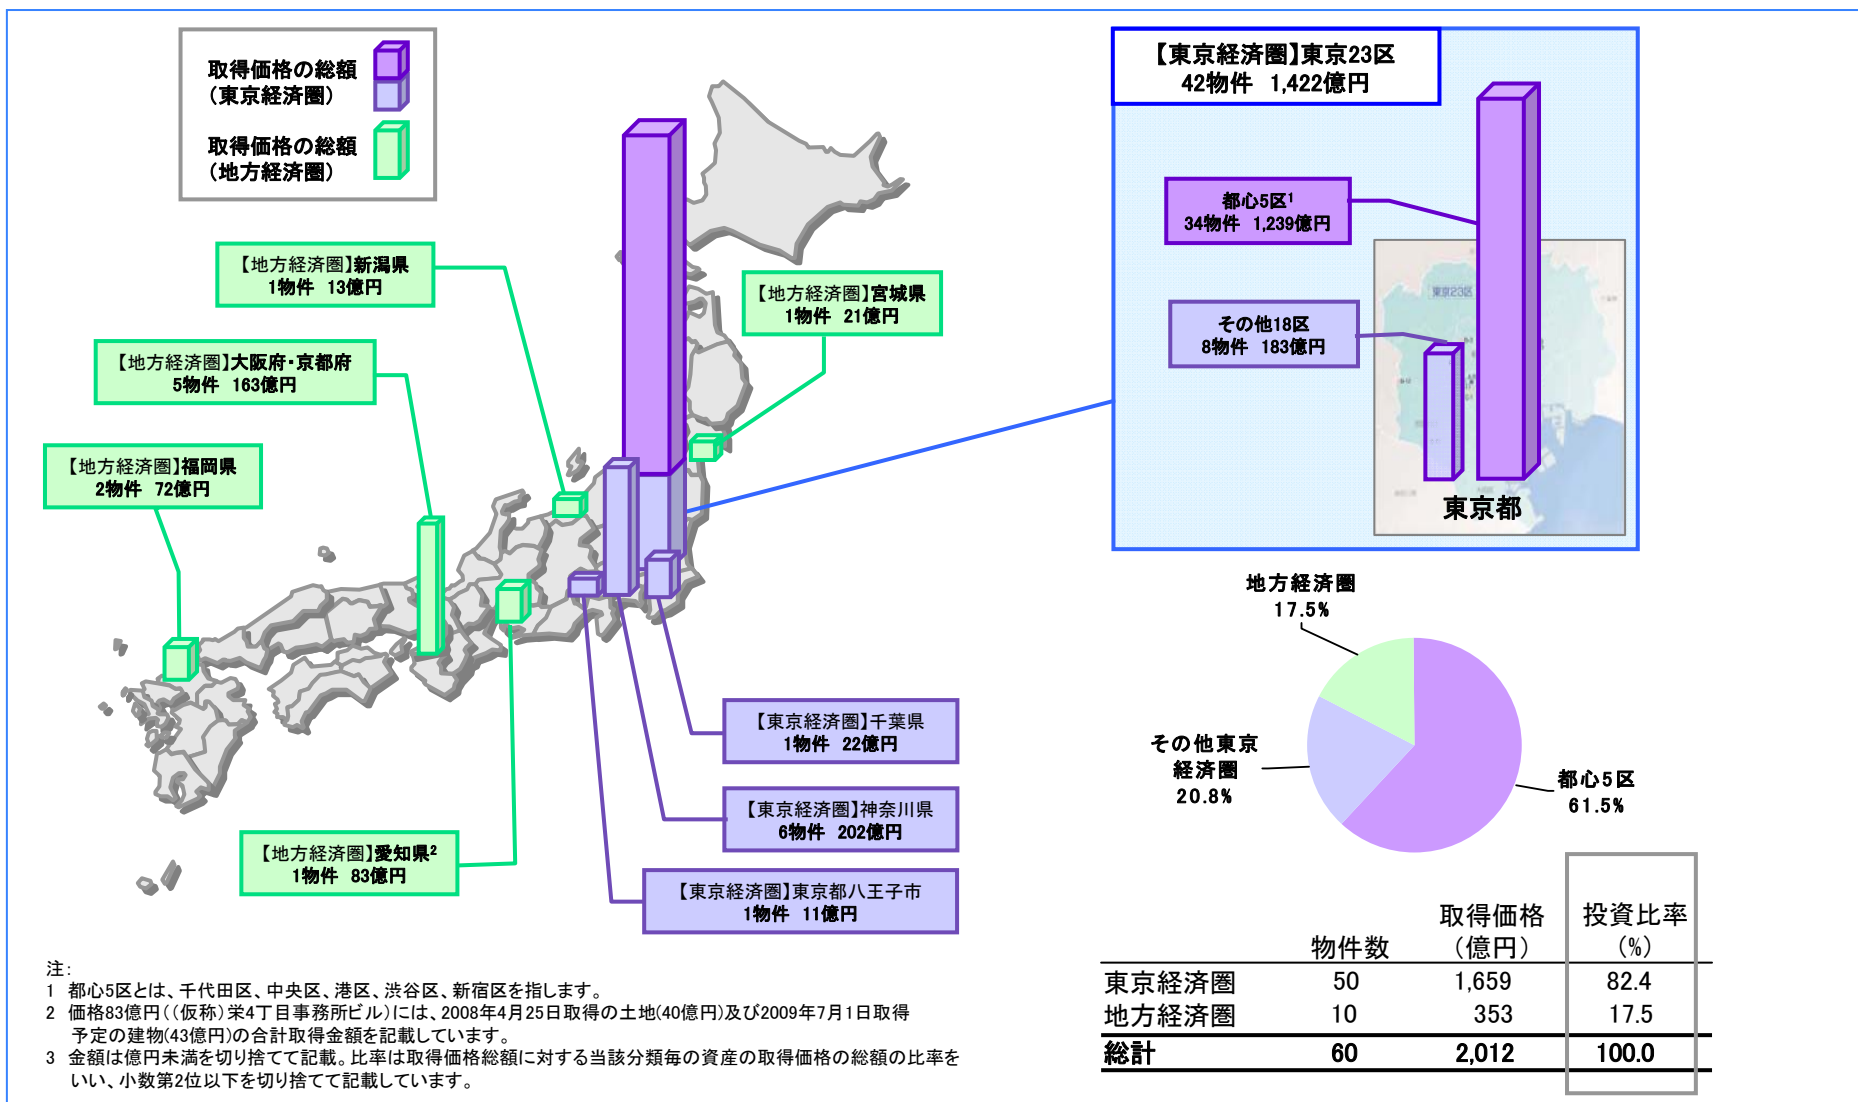 取得価格の総額
（東京経済圏）
取得価格の総額
（地方経済圏）
【東京経済圏】東京23区
42物件 1,422億円
都心5区1
34物件 1,239億円
東京23区
その他18区
8物件 183億円
東京都
【地方経済圏】新潟県
1物件 13億円
【地方経済圏】宮城県
1物件 21億円
【地方経済圏】大阪府・京都府
5物件 163億円
【地方経済圏】福岡県
2物件 72億円
【東京経済圏】千葉県
1物件 22億円
【東京経済圏】神奈川県
6物件 202億円
【地方経済圏】愛知県2
1物件 83億円
【東京経済圏】東京都八王子市
1物件 11億円
地方経済圏
17.5%
その他東京
経済圏
20.8%
都心5区
61.5%
物件数 取得価格（億円） 投資比率（%）
東京経済圏 50 1,659 82.4
地方経済圏 10 353 17.5
総計 60 2,012 100.0
注：
1 都心5区とは、千代田区、中央区、港区、渋谷区、新宿区を指します。
2 価格83億円（（仮称）栄4丁目事務所ビル）には、2008年4月25日取得の土地(40億円)及び2009年7月1日取得
予定の建物(43億円)の合計取得金額を記載しています。
3 金額は億円未満を切り捨てて記載。比率は取得価格総額に対する当該分類毎の資産の取得価格の総額の比率を
いい、小数第2位以下を切り捨てて記載しています。